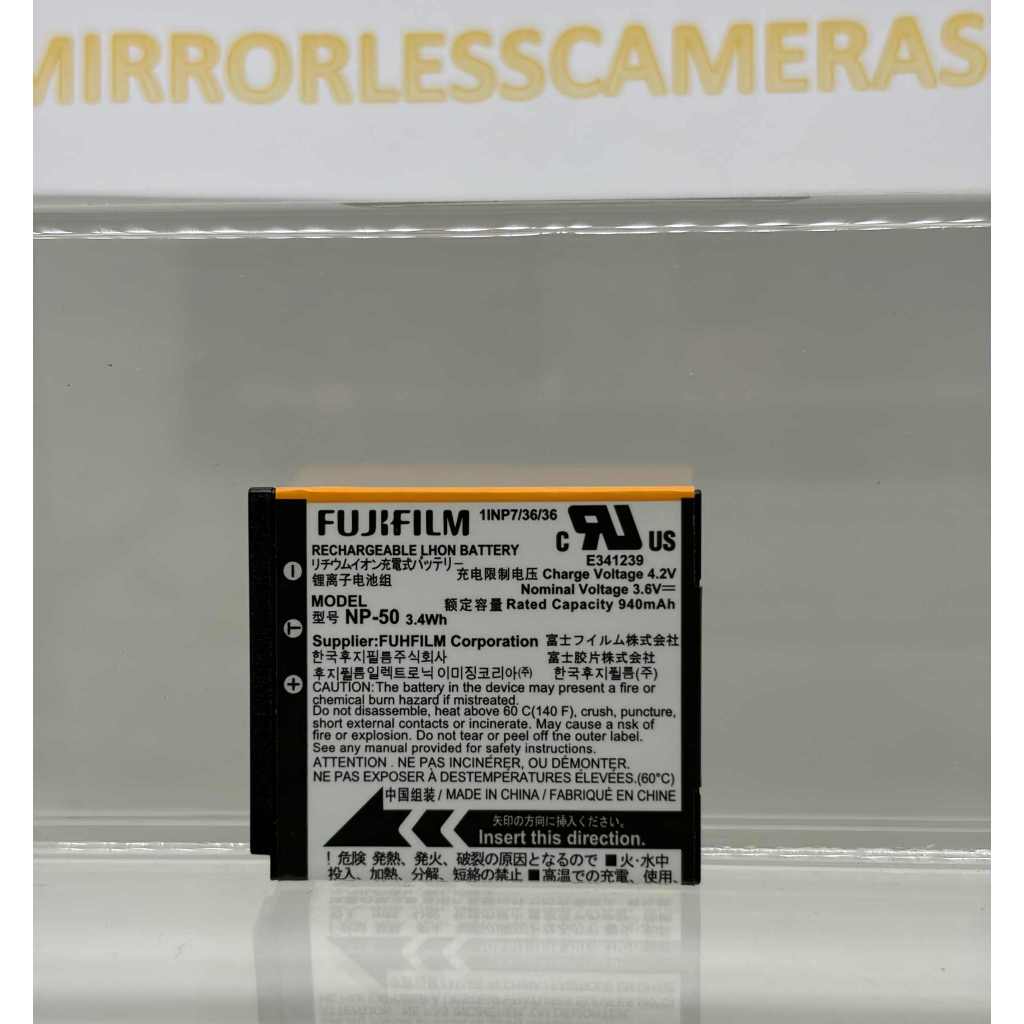 MIRRORLESSCAMERAS
FUJIFILM 1INP7/36/36
C RU US
RECHARGEABLE LHON BATTERY
E341239
リチウムイオン充電式バッテリー
充电限制电压 Charge Voltage 4.2V
锂离子电池组
Nominal Voltage 3.6V
MODEL
额定容量 Rated Capacity 940mAh
型号 NP-50 3.4Wh
Supplier:FUHFILM Corporation 富士フイルム株式会社
한국후지필름주식회사 富士胶片株式会社
후지필름일렉트로닉 이미징코리아㈜ 한국후지필름(주)
CAUTION: The battery in the device may present a fire or
chemical burn hazard if mistreated.
Do not disassemble, heat above 60 C(140 F), crush, puncture,
short external contacts or incinerate. May cause a nsk of
fire or explosion. Do not tear or peel off the outer label.
See any manual provided for safety instructions.
ATTENTION . NE PAS INCINÉRER, OU DÉMONTER.
NE PAS EXPOSER À DESTEMPÉRATURES ÉLEVÉES.(60°C)
中国组装 / MADE IN CHINA / FABRIQUÉ EN CHINE
矢印の方向に挿入ください。
Insert this direction.
! 危険 発熱、発火、破裂の原因となるので ■火・水中
投入、加熱、分解、短絡の禁止 ■高温での充電、使用、
T